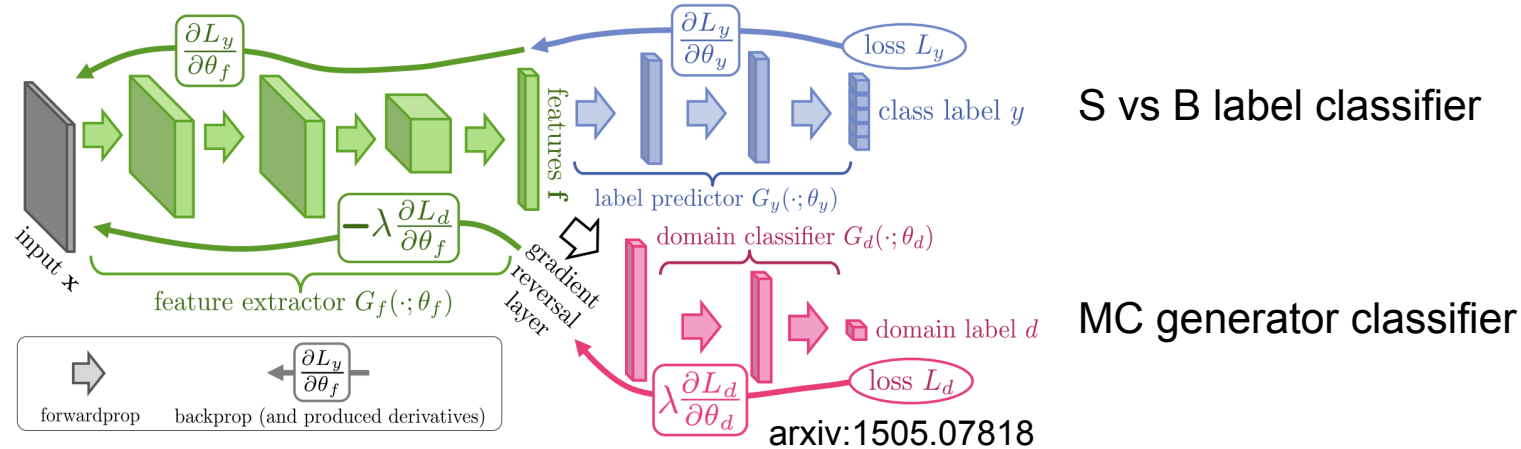 ∂L_y/∂θ_f
∂L_y/∂θ_y
loss L_y
features f
class label y
S vs B label classifier
label predictor G_y(·; θ_y)
−λ ∂L_d/∂θ_f
input x
gradient
reversal
layer
domain classifier G_d(·; θ_d)
feature extractor G_f(·; θ_f)
domain label d
MC generator classifier
∂L_y/∂θ_f
forwardprop
backprop (and produced derivatives)
λ ∂L_d/∂θ_d
loss L_d
arxiv:1505.07818